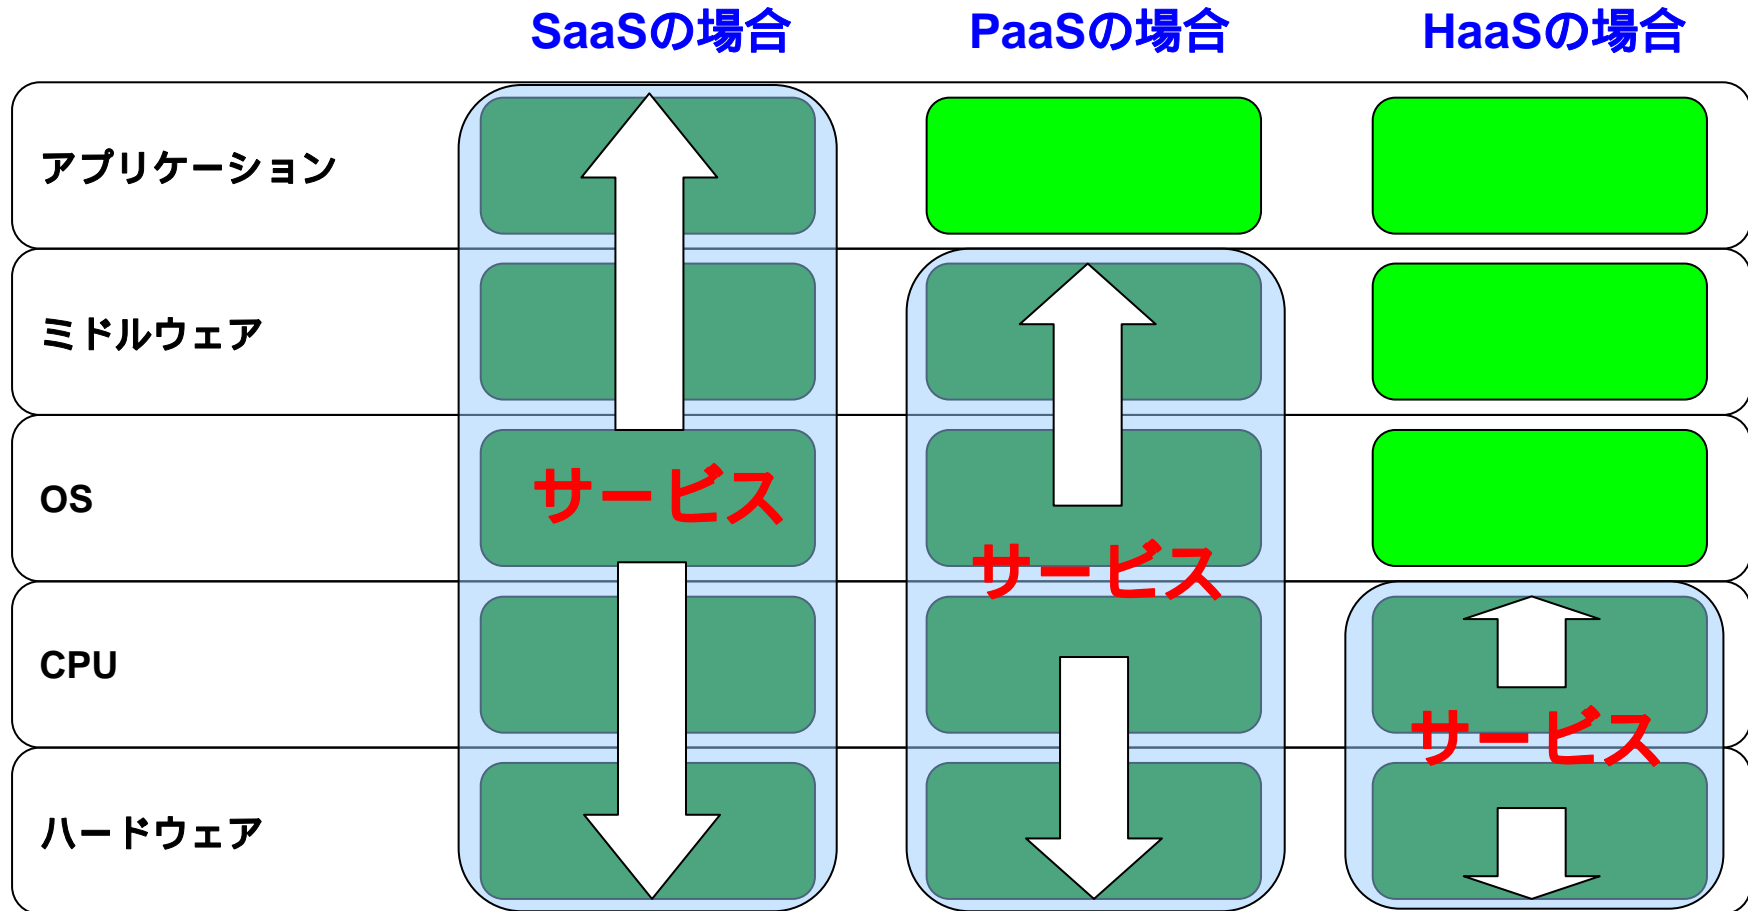 SaaSの場合
PaaSの場合
HaaSの場合
アプリケーション
ミドルウェア
OS
サービス
サービス
CPU
サービス
ハードウェア